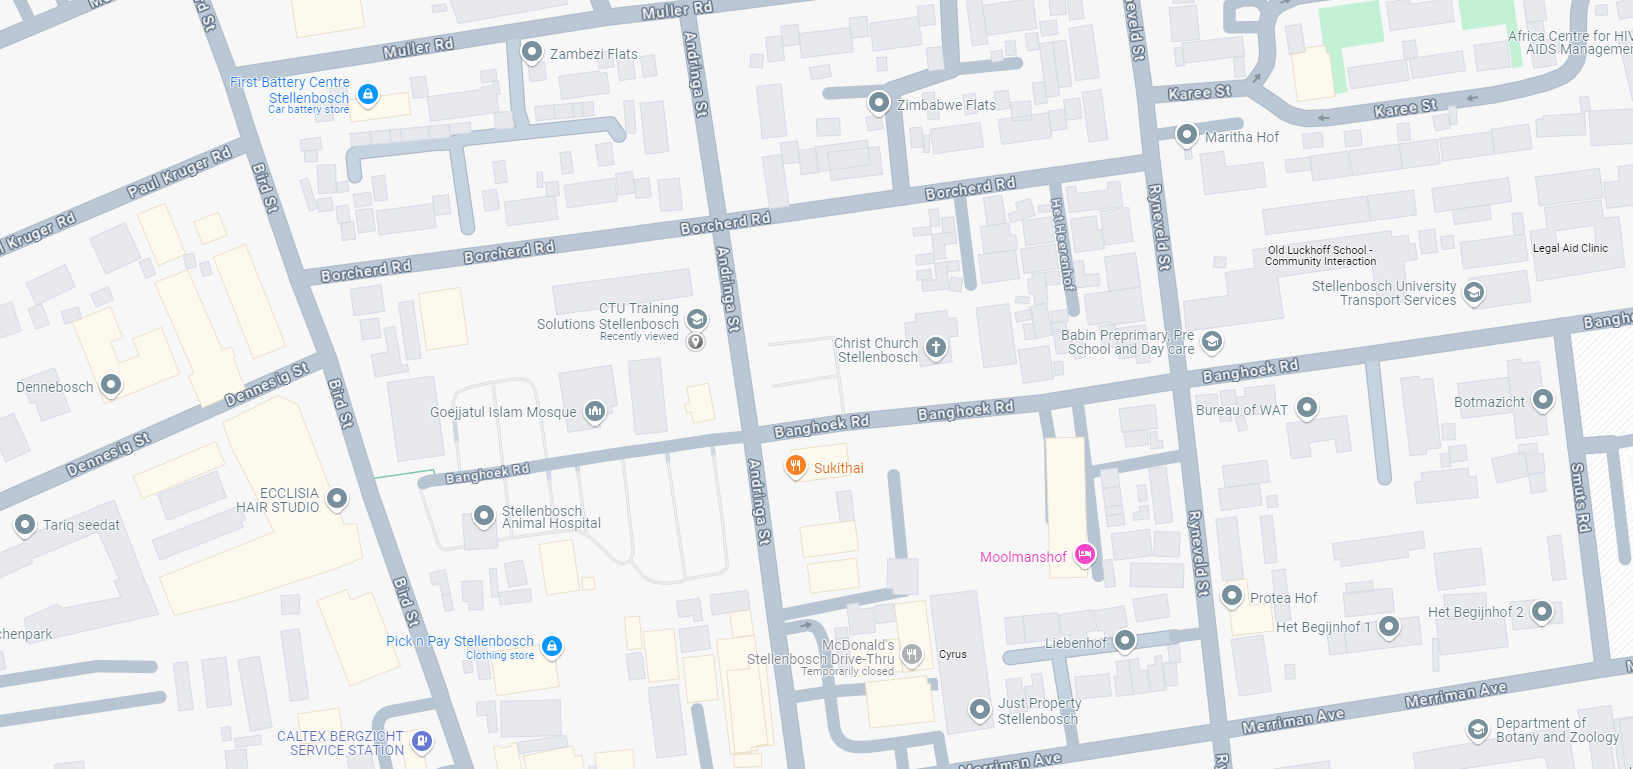 Muller Rd
Muller Rd
Bird St
Andringa St
Ryneveld St
Zambezi Flats
First Battery Centre
Stellenbosch
Car battery store
Zimbabwe Flats
Africa Centre for HIV
AIDS Managemen
Karee St
Karee St
Maritha Hof
Paul Kruger Rd
l Kruger Rd
Bird St
Borcherd Rd
Borcherd Rd
Borcherd Rd
Borcherd Rd
Het Heerenhof
Ryneveld St
Old Luckhoff School -
Community Interaction
Legal Aid Clinic
Stellenbosch University
Transport Services
Andringa St
CTU Training
Solutions Stellenbosch
Recently viewed
Christ Church
Stellenbosch
Babin Preprimary, Pre
School and Day care
Bangho
Banghoek Rd
Dennebosch
Dennesig St
Dennesig St
Bird St
Goejjatul Islam Mosque
Banghoek Rd
Banghoek Rd
Banghoek Rd
Bureau of WAT
Botmazicht
Sukithai
ECCLISIA
HAIR STUDIO
Tariq seedat
Stellenbosch
Animal Hospital
Andringa St
Smuts Rd
Ryneveld St
Moolmanshof
Bird St
Protea Hof
Het Begijnhof 1
Het Begijnhof 2
chenpark
Pick n Pay Stellenbosch
Clothing store
McDonald's
Stellenbosch Drive-Thru
Temporarily closed
Cyrus
Liebenhof
Just Property
Stellenbosch
Merriman Ave
Merriman Ave
Merriman Ave
Department of
Botany and Zoology
CALTEX BERGZICHT
SERVICE STATION